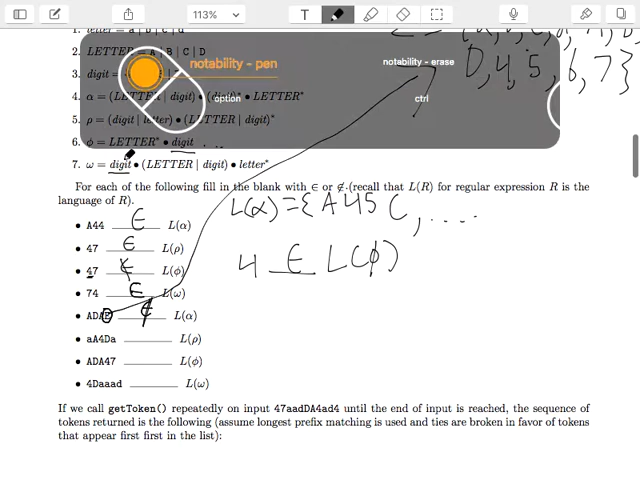 113%
1. letter = a | b | c | d
2. LETTER = A | B | C | D
3. digit =
4. α = (LETTER | digit) • (digit)* • LETTER*
5. ρ = (digit | letter) • (LETTER | digit)*
6. ϕ = LETTER* • digit
7. ω = digit • (LETTER | digit) • letter*
notability - pen
option
notability - erase
ctrl
D, 4, 5, 6, 7}
For each of the following fill in the blank with ∈ or ∉. (recall that L(R) for regular expression R is the
language of R).
L(α) = {A45C, ....
• A44 ∈ L(α)
• 47 ∈ L(ρ)
4 ∈ L(ϕ)
• 47 ∉ L(ϕ)
• 74 ∈ L(ω)
• ADAE ∉ L(α)
• aA4Da ____ L(ρ)
• ADA47 ____ L(ϕ)
• 4Daaad ____ L(ω)
If we call getToken() repeatedly on input 47aadDA4ad4 until the end of input is reached, the sequence of
tokens returned is the following (assume longest prefix matching is used and ties are broken in favor of tokens
that appear first first in the list):